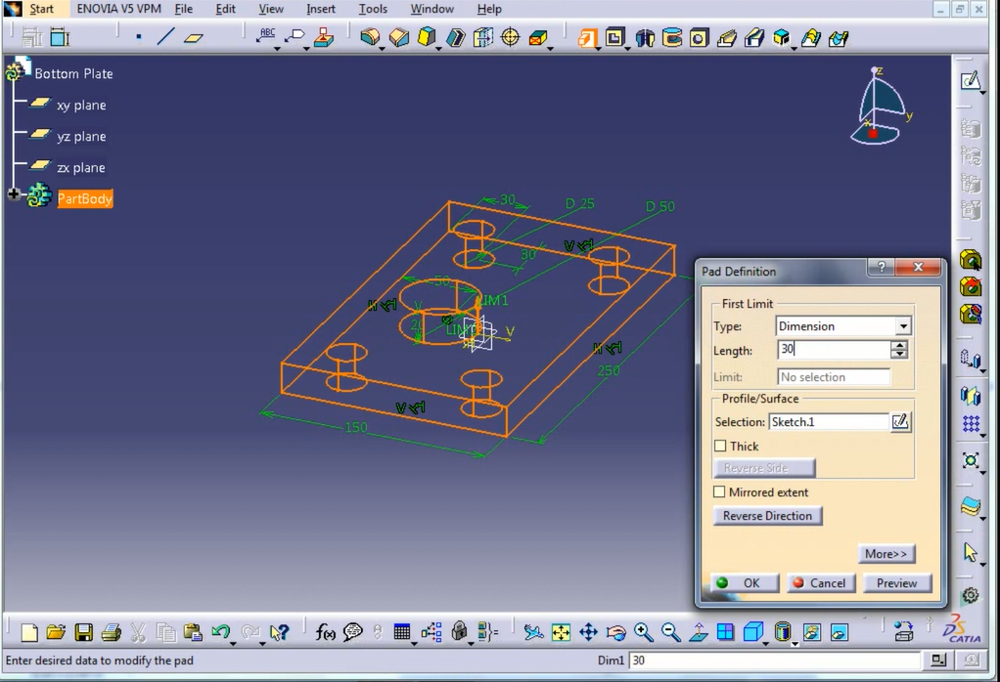 Start ENOVIA V5 VPM File Edit View Insert Tools Window Help
ABC
Bottom Plate
xy plane
yz plane
zx plane
PartBody
z
y
x
30
D 25
D 50
30
V
50
LIM1
H
V
20
V
H
250
V
150
Pad Definition
?
First Limit
Type: Dimension
Length: 30
Limit: No selection
Profile/Surface
Selection: Sketch.1
Thick
Reverse Side
Mirrored extent
Reverse Direction
More>>
OK Cancel Preview
f(x)
CATIA
Enter desired data to modify the pad
Dim1 30